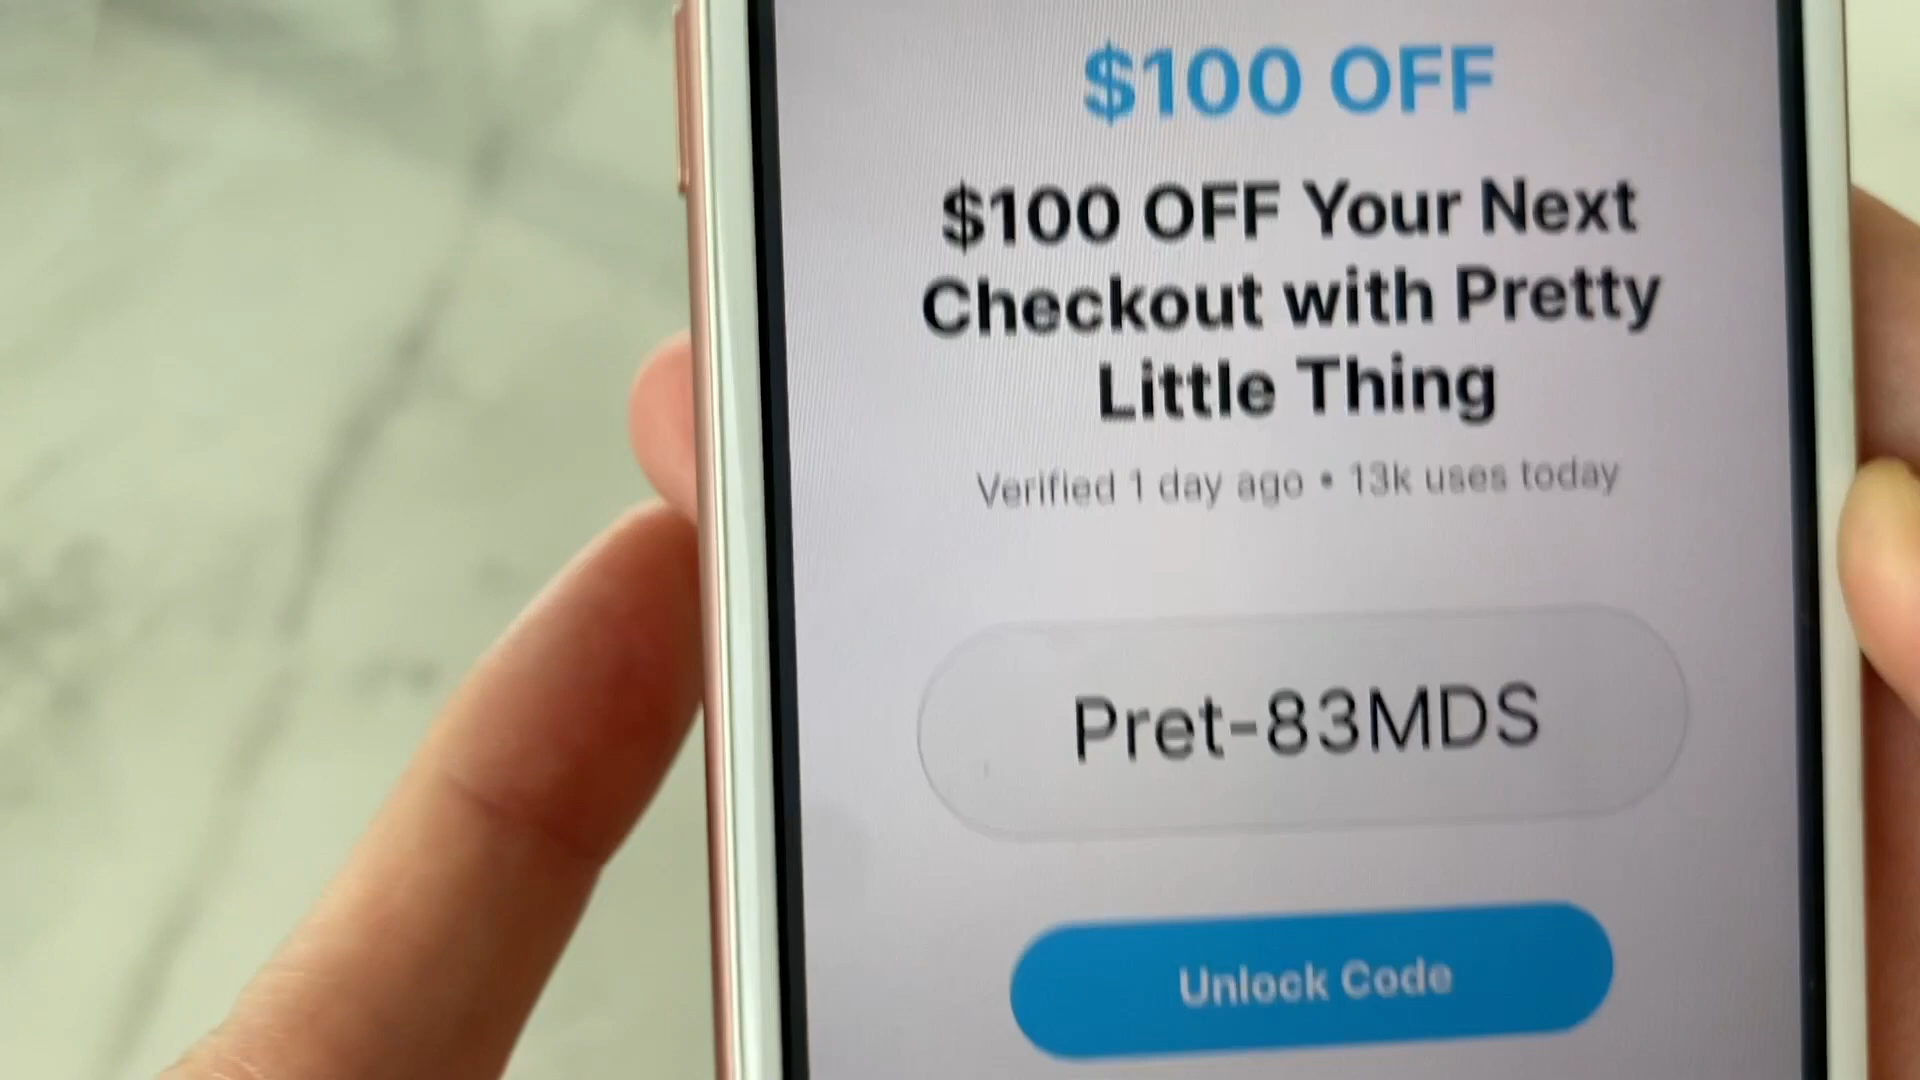 $100 OFF
$100 OFF Your Next
Checkout with Pretty
Little Thing
Verified 1 day ago • 13k uses today
Pret-83MDS
Unlock Code